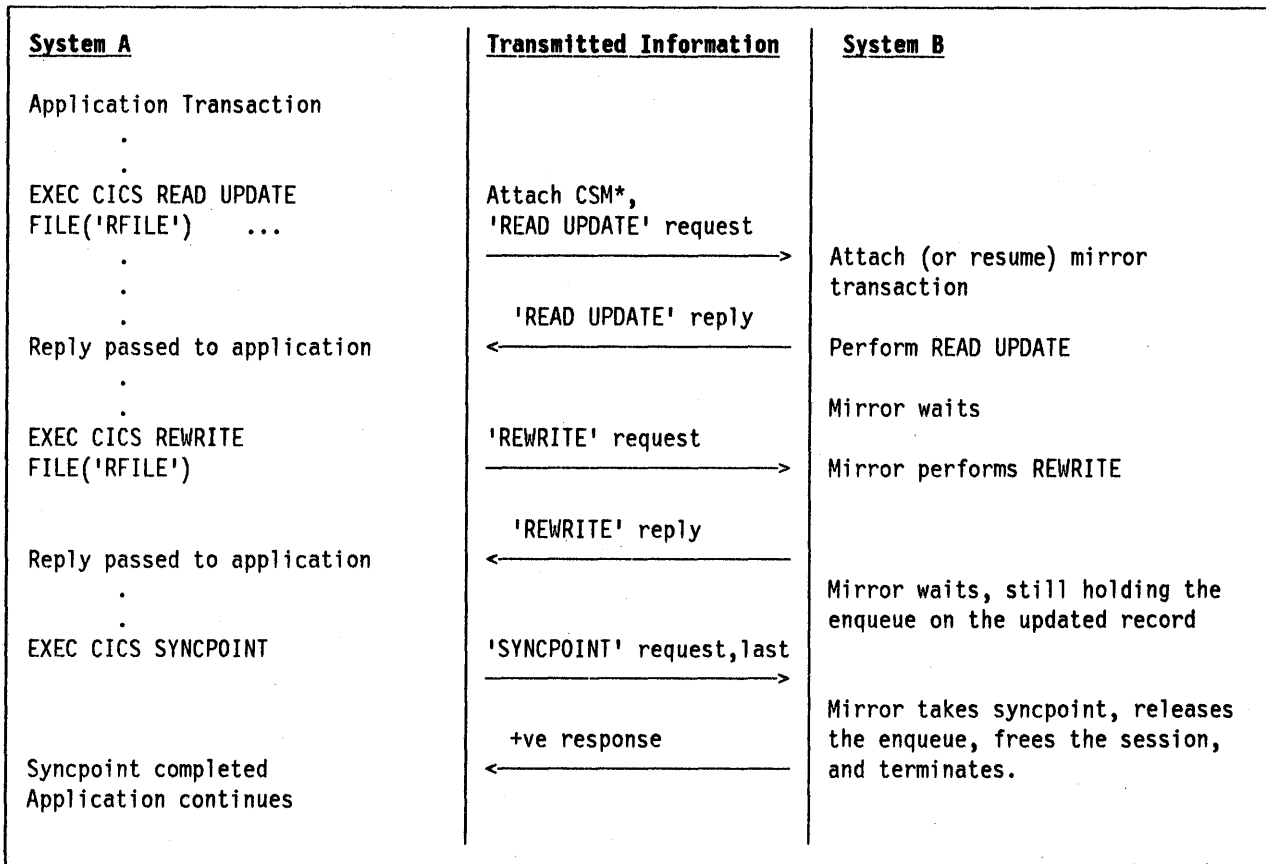 System A
Transmitted Information
System B
Application Transaction
.
.
EXEC CICS READ UPDATE
FILE('RFILE') ...
Attach CSM*,
'READ UPDATE' request
------------------------>
Attach (or resume) mirror
transaction
.
.
.
'READ UPDATE' reply
Reply passed to application
<------------------------
Perform READ UPDATE
.
.
Mirror waits
EXEC CICS REWRITE
FILE('RFILE')
'REWRITE' request
------------------------>
Mirror performs REWRITE
'REWRITE' reply
Reply passed to application
<------------------------
.
.
Mirror waits, still holding the
enqueue on the updated record
EXEC CICS SYNCPOINT
'SYNCPOINT' request,last
------------------------>
Mirror takes syncpoint, releases
the enqueue, frees the session,
and terminates.
+ve response
Syncpoint completed
<------------------------
Application continues